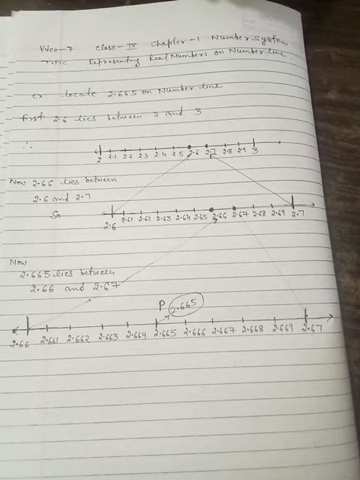 Video-7 Class-IX Chapter-1 Number System
Topic Representing Real Numbers on Number line
Ex: Locate 2.665 on Number line
First 2.6 lies between 2 and 3
∴
2 2.1 2.2 2.3 2.4 2.5 2.6 2.7 2.8 2.9 3
Now 2.66 lies between
2.6 and 2.7
So
2.6 2.61 2.61 2.63 2.64 2.65 2.66 2.67 2.68 2.69 2.7
Now
2.665 lies between
2.66 and 2.67
P 2.665
2.66 2.661 2.662 2.663 2.664 2.665 2.666 2.667 2.668 2.669 2.67